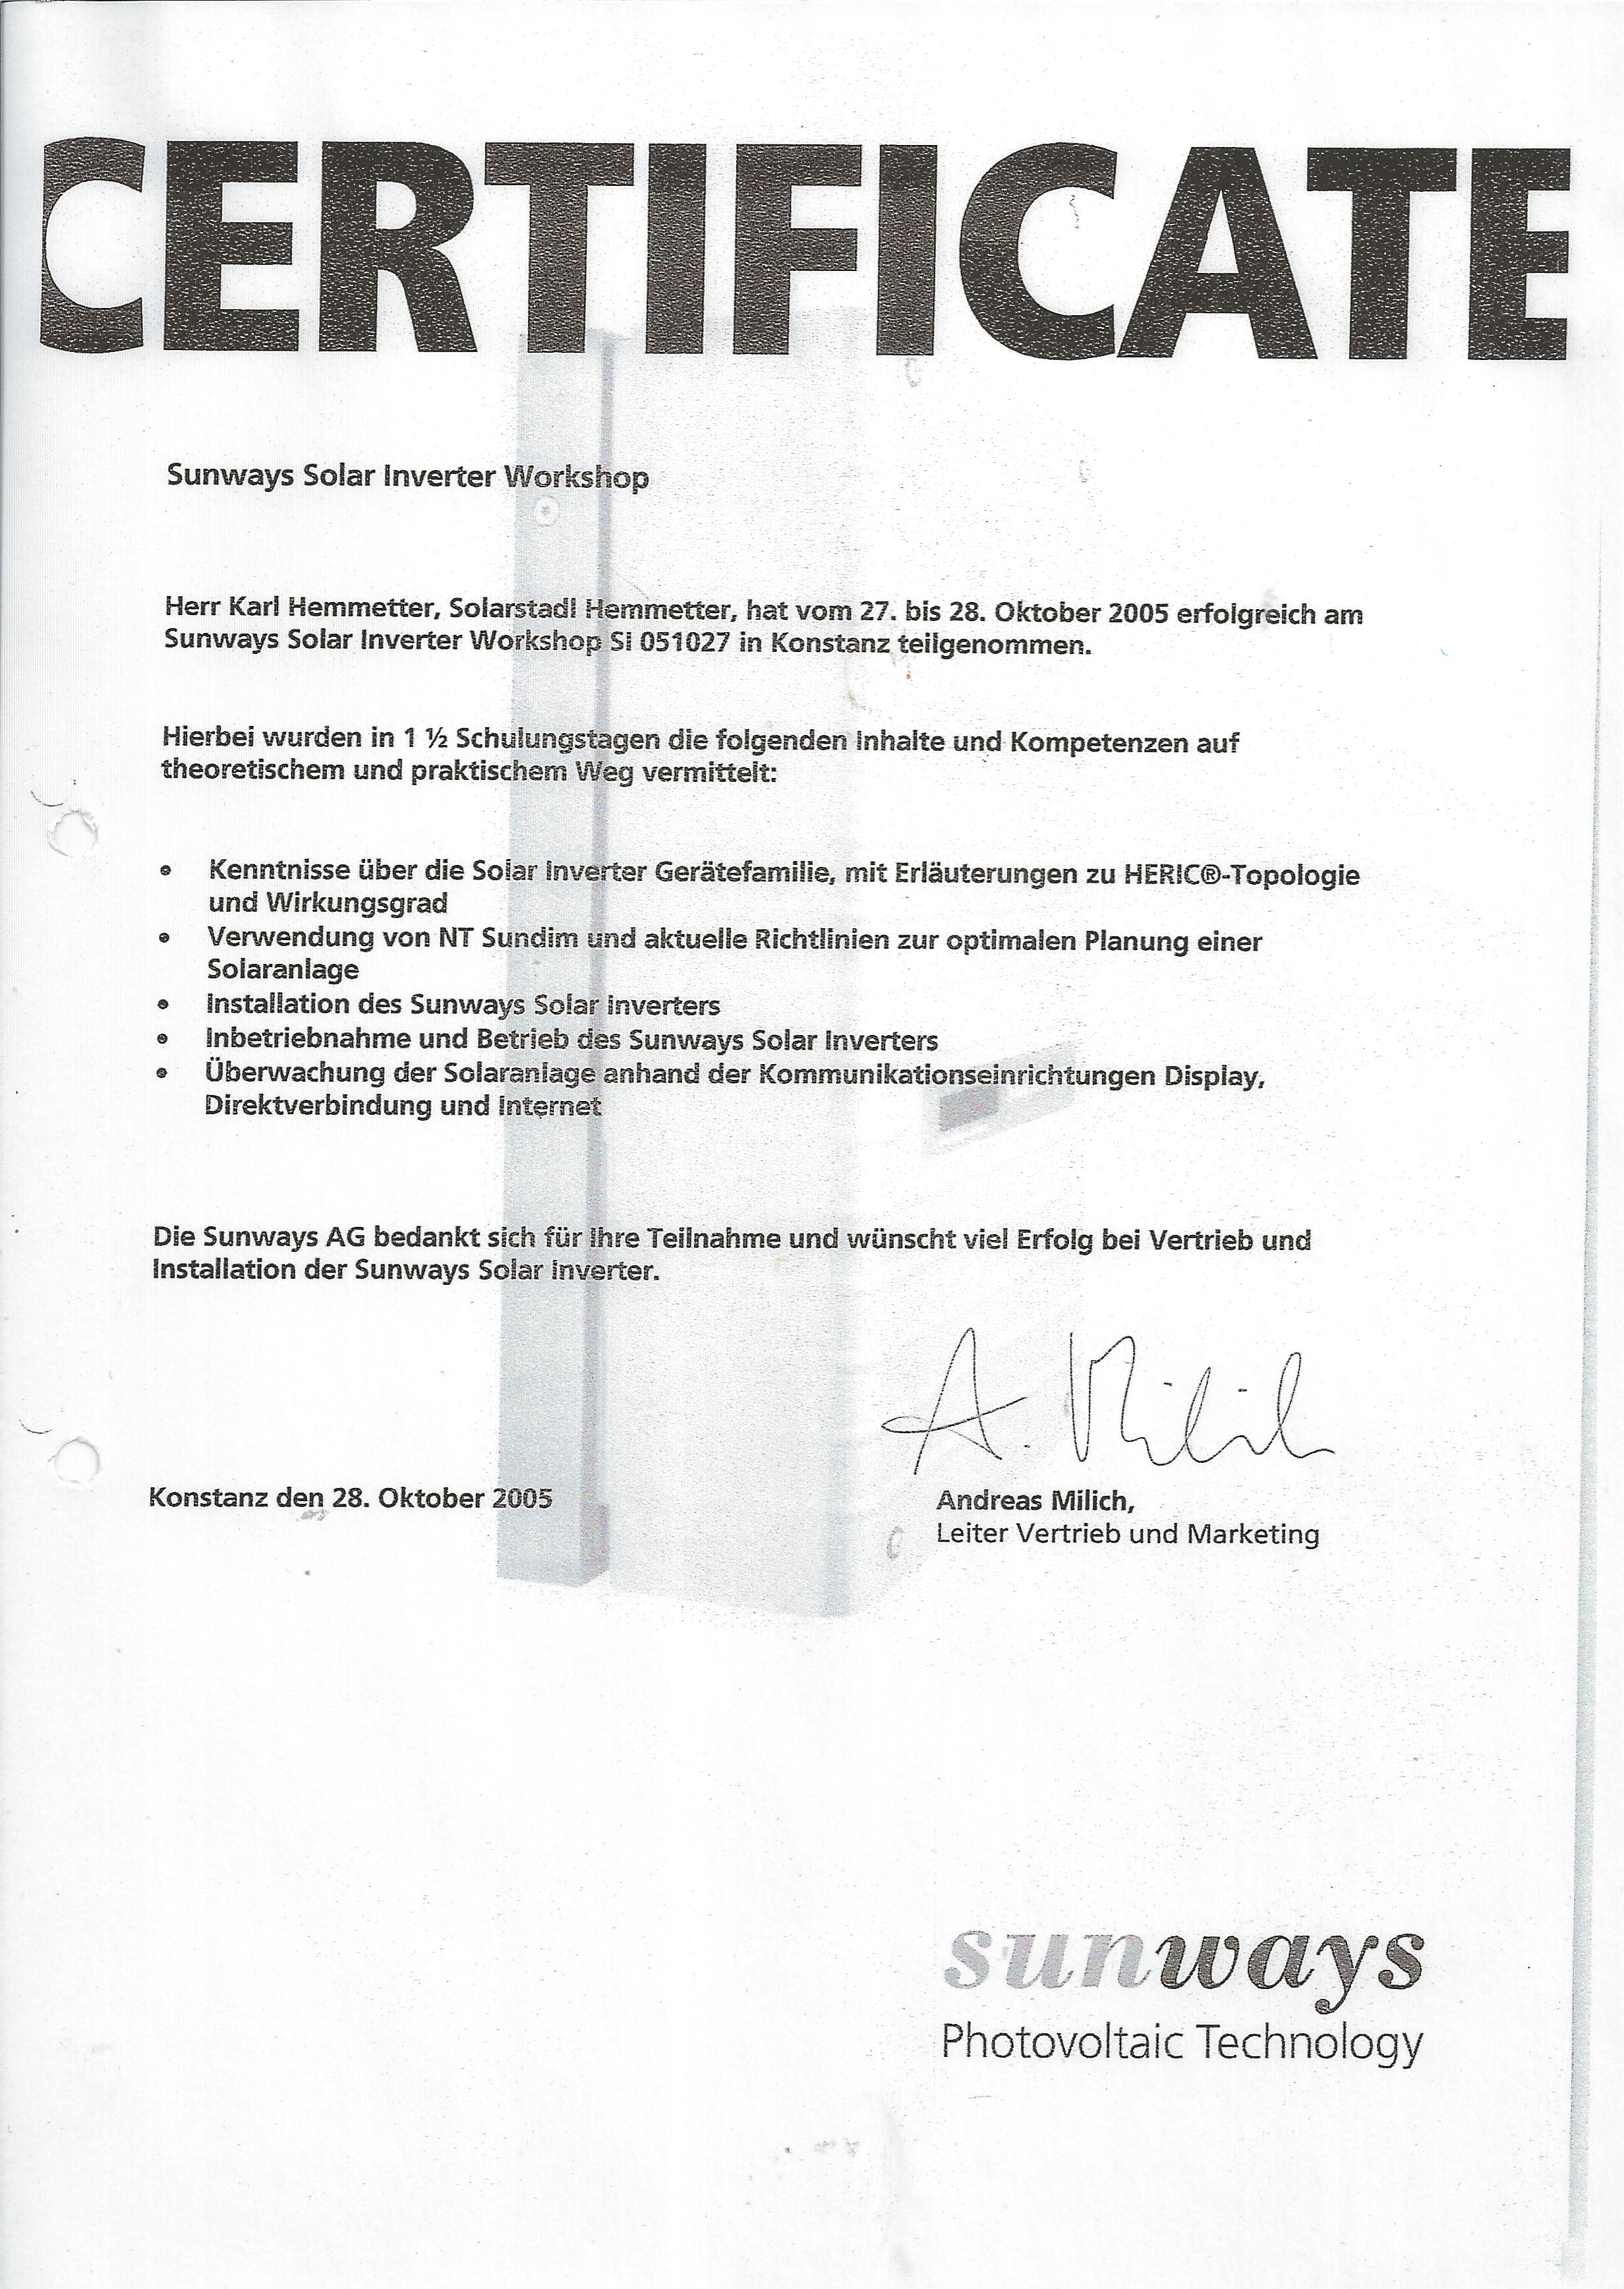 CERTIFICATE
Sunways Solar Inverter Workshop
Herr Karl Hemmetter, Solarstadl Hemmetter, hat vom 27. bis 28. Oktober 2005 erfolgreich am
Sunways Solar Inverter Workshop SI 051027 in Konstanz teilgenommen.
Hierbei wurden in 1 ½ Schulungstagen die folgenden Inhalte und Kompetenzen auf
theoretischem und praktischem Weg vermittelt:
• Kenntnisse über die Solar Inverter Gerätefamilie, mit Erläuterungen zu HERIC®-Topologie
und Wirkungsgrad
• Verwendung von NT Sundim und aktuelle Richtlinien zur optimalen Planung einer
Solaranlage
• Installation des Sunways Solar Inverters
• Inbetriebnahme und Betrieb des Sunways Solar Inverters
• Überwachung der Solaranlage anhand der Kommunikationseinrichtungen Display,
Direktverbindung und Internet
Die Sunways AG bedankt sich für Ihre Teilnahme und wünscht viel Erfolg bei Vertrieb und
Installation der Sunways Solar Inverter.
A. Milich
Konstanz den 28. Oktober 2005
Andreas Milich,
Leiter Vertrieb und Marketing
sunways
Photovoltaic Technology